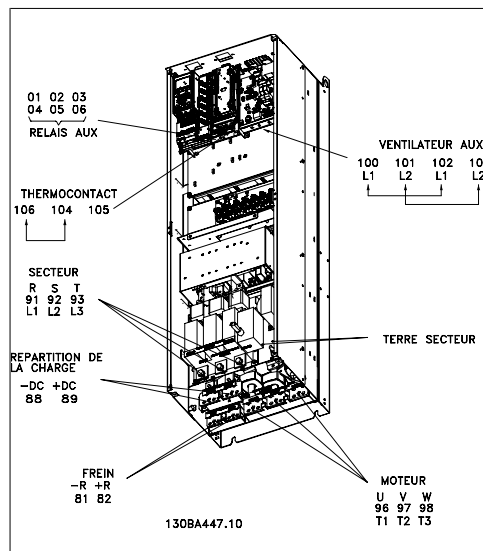 01 02 03
04 05 06
RELAIS AUX
VENTILATEUR AUX
100 101 102 10
L1 L2 L1 L2
THERMOCONTACT
106 104 105
SECTEUR
R S T
91 92 93
L1 L2 L3
TERRE SECTEUR
REPARTITION DE
LA CHARGE
-DC +DC
88 89
FREIN
-R +R
81 82
MOTEUR
U V W
96 97 98
T1 T2 T3
130BA447.10